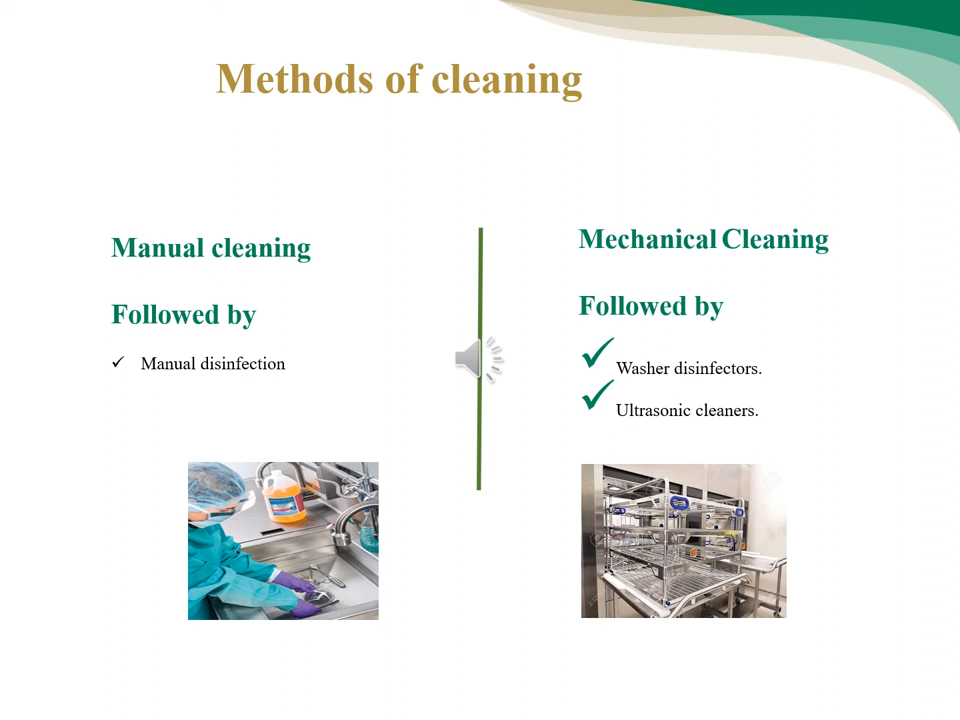 Methods of cleaning
Manual cleaning
Followed by
✓ Manual disinfection
Mechanical Cleaning
Followed by
✓ Washer disinfectors.
✓ Ultrasonic cleaners.